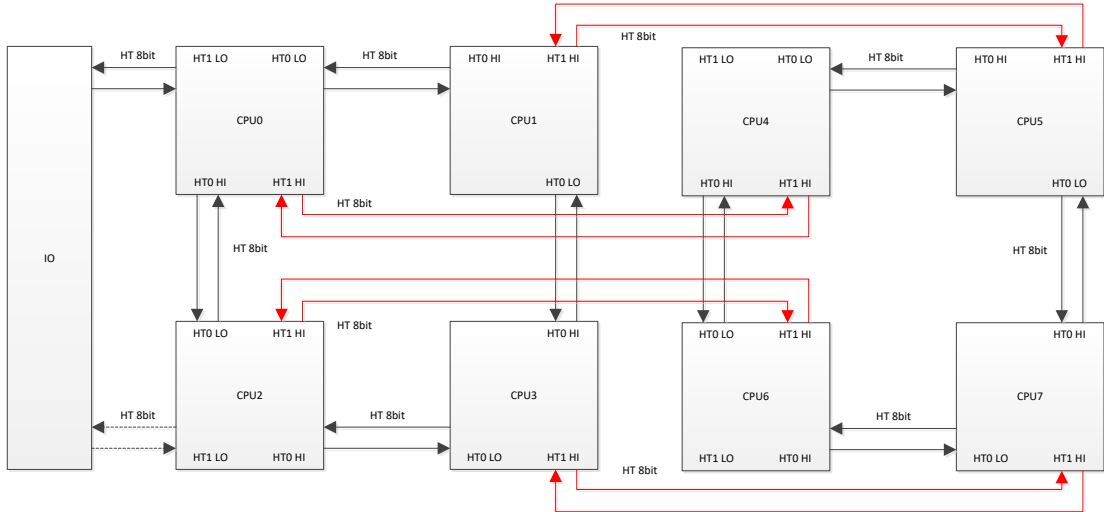 HT 8bit
HT 8bit
HT1 LO
HT0 LO
HT 8bit
HT0 HI
HT1 HI
HT1 LO
HT0 LO
HT 8bit
HT0 HI
HT1 HI
CPU0
CPU1
CPU4
CPU5
HT0 HI
HT1 HI
HT0 LO
HT0 HI
HT1 HI
HT0 LO
HT 8bit
HT 8bit
HT 8bit
IO
HT 8bit
HT0 LO
HT1 HI
HT0 HI
HT0 LO
HT1 HI
HT0 HI
CPU2
CPU3
CPU6
CPU7
HT 8bit
HT 8bit
HT 8bit
HT1 LO
HT0 HI
HT0 LO
HT1 HI
HT1 LO
HT0 HI
HT0 LO
HT1 HI
HT 8bit